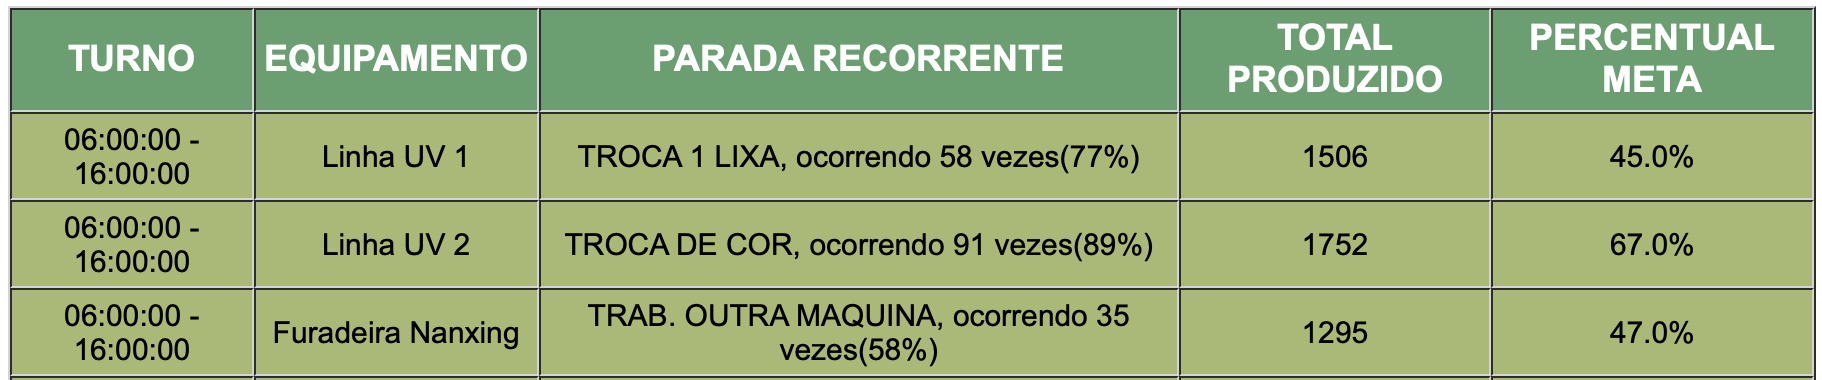 TURNO EQUIPAMENTO PARADA RECORRENTE TOTAL PRODUZIDO PERCENTUAL META
06:00:00 - 16:00:00 Linha UV 1 TROCA 1 LIXA, ocorrendo 58 vezes(77%) 1506 45.0%
06:00:00 - 16:00:00 Linha UV 2 TROCA DE COR, ocorrendo 91 vezes(89%) 1752 67.0%
06:00:00 - 16:00:00 Furadeira Nanxing TRAB. OUTRA MAQUINA, ocorrendo 35 vezes(58%) 1295 47.0%